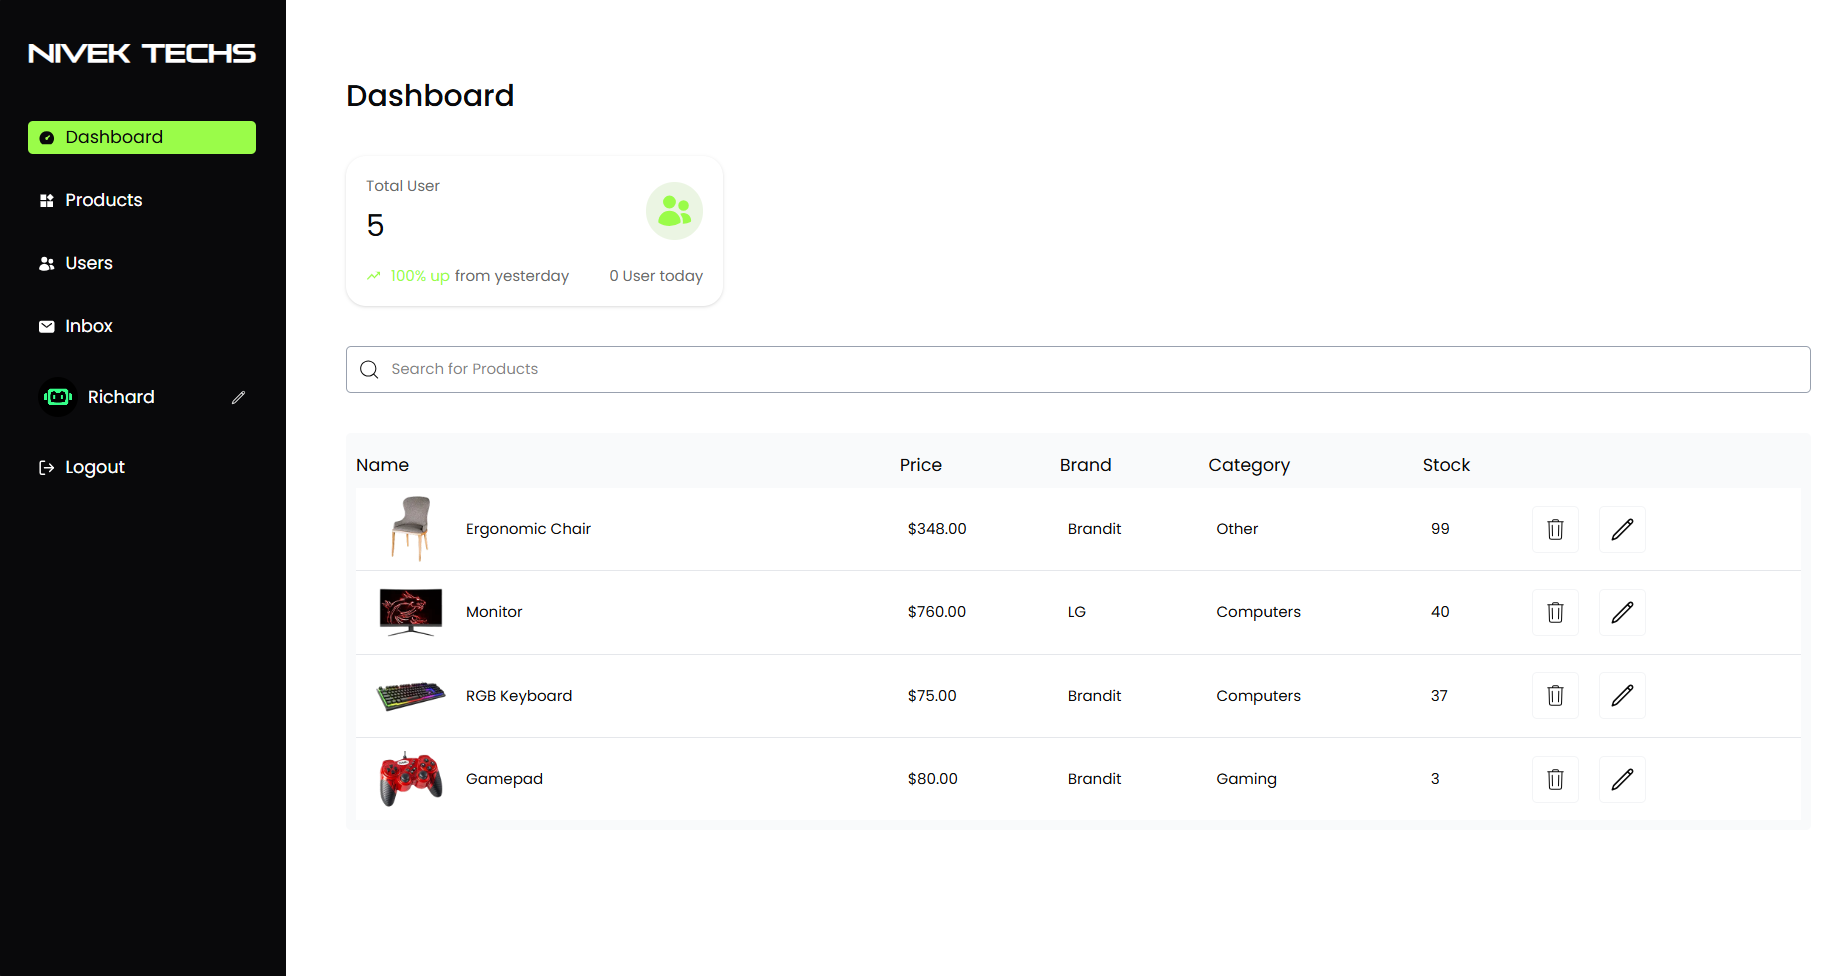 NIVEK TECHS
Dashboard
Products
Users
Inbox
Richard
Logout
Dashboard
Total User
5
100% up from yesterday 0 User today
Search for Products
Name Price Brand Category Stock
Ergonomic Chair $348.00 Brandit Other 99
Monitor $760.00 LG Computers 40
RGB Keyboard $75.00 Brandit Computers 37
Gamepad $80.00 Brandit Gaming 3